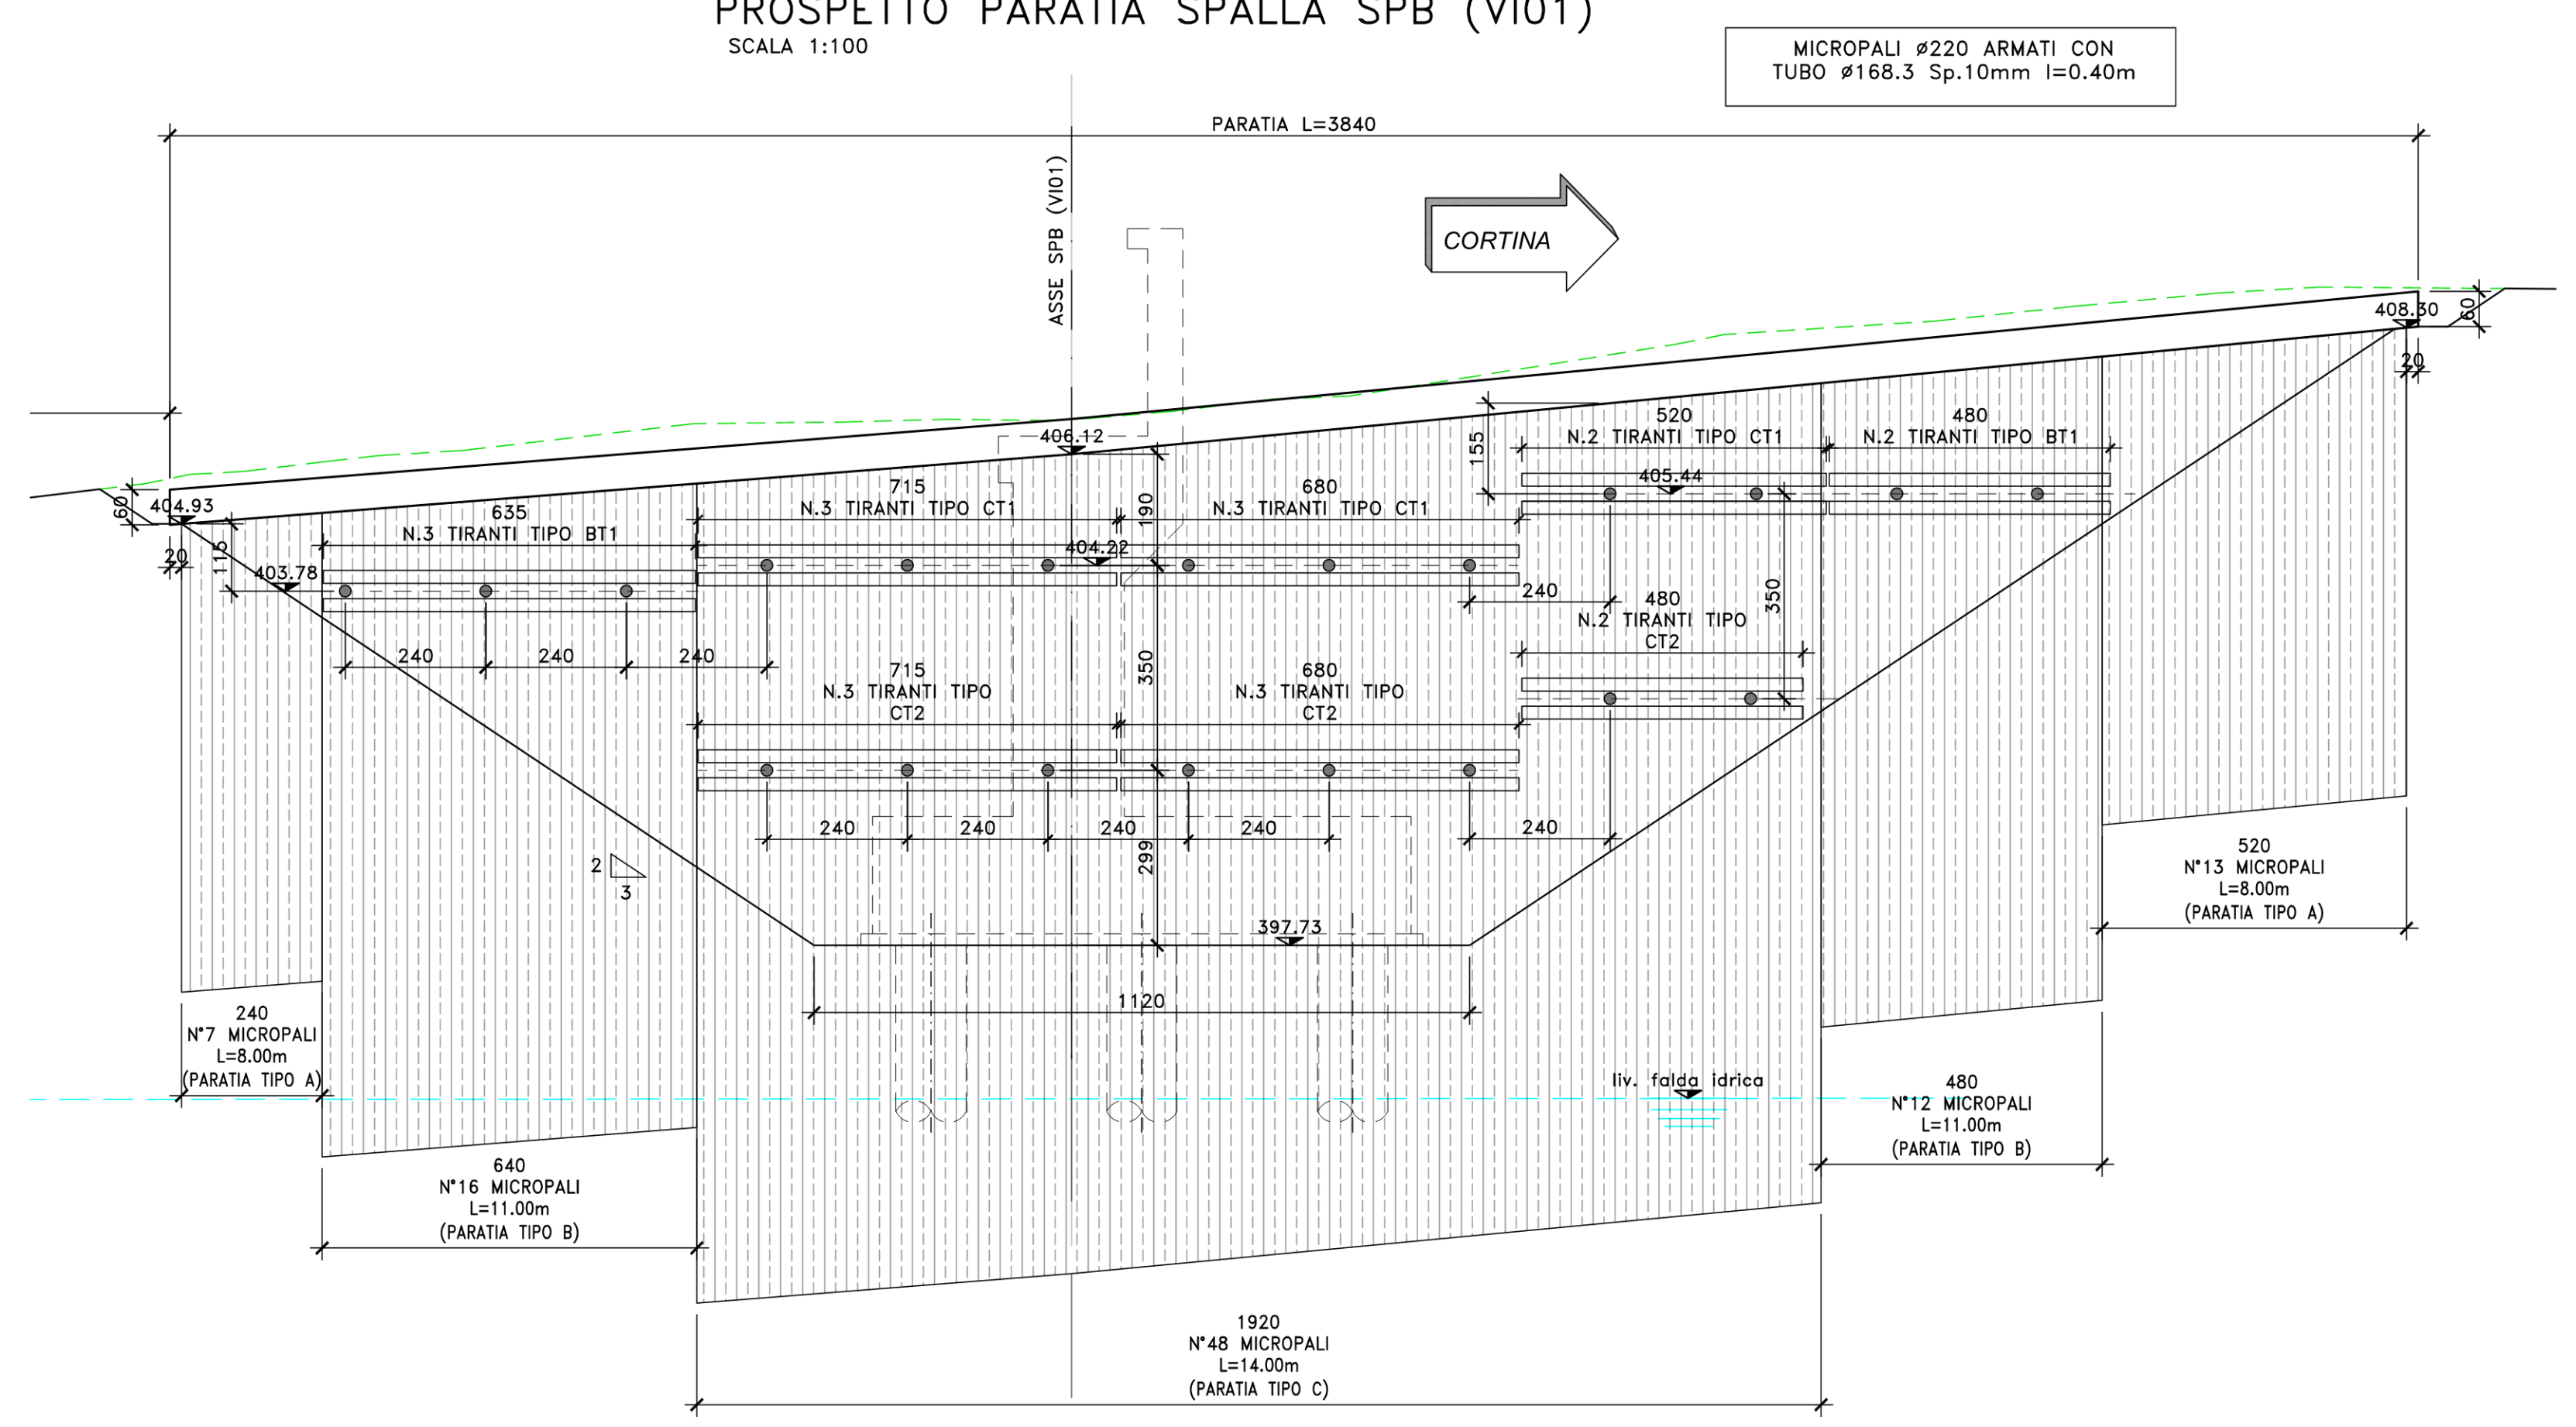 PROSPETTO PARATIA SPALLA SPB (VI01)
SCALA 1:100
MICROPALI ø220 ARMATI CON
TUBO ø168.3 Sp.10mm I=0.40m
PARATIA L=3840
ASSE SPB (VI01)
CORTINA
408.30
60
20
406.12
520
N.2 TIRANTI TIPO CT1
480
N.2 TIRANTI TIPO BT1
155
405.44
60
404.93
635
N.3 TIRANTI TIPO BT1
715
N.3 TIRANTI TIPO CT1
190
680
N.3 TIRANTI TIPO CT1
20
115
403.78
404.22
240
480
N.2 TIRANTI TIPO
CT2
350
240
240
240
350
715
N.3 TIRANTI TIPO
CT2
680
N.3 TIRANTI TIPO
CT2
240
240
240
240
240
299
2
3
397.73
520
N°13 MICROPALI
L=8.00m
(PARATIA TIPO A)
1120
240
N°7 MICROPALI
L=8.00m
(PARATIA TIPO A)
liv. falda idrica
480
N°12 MICROPALI
L=11.00m
(PARATIA TIPO B)
640
N°16 MICROPALI
L=11.00m
(PARATIA TIPO B)
1920
N°48 MICROPALI
L=14.00m
(PARATIA TIPO C)